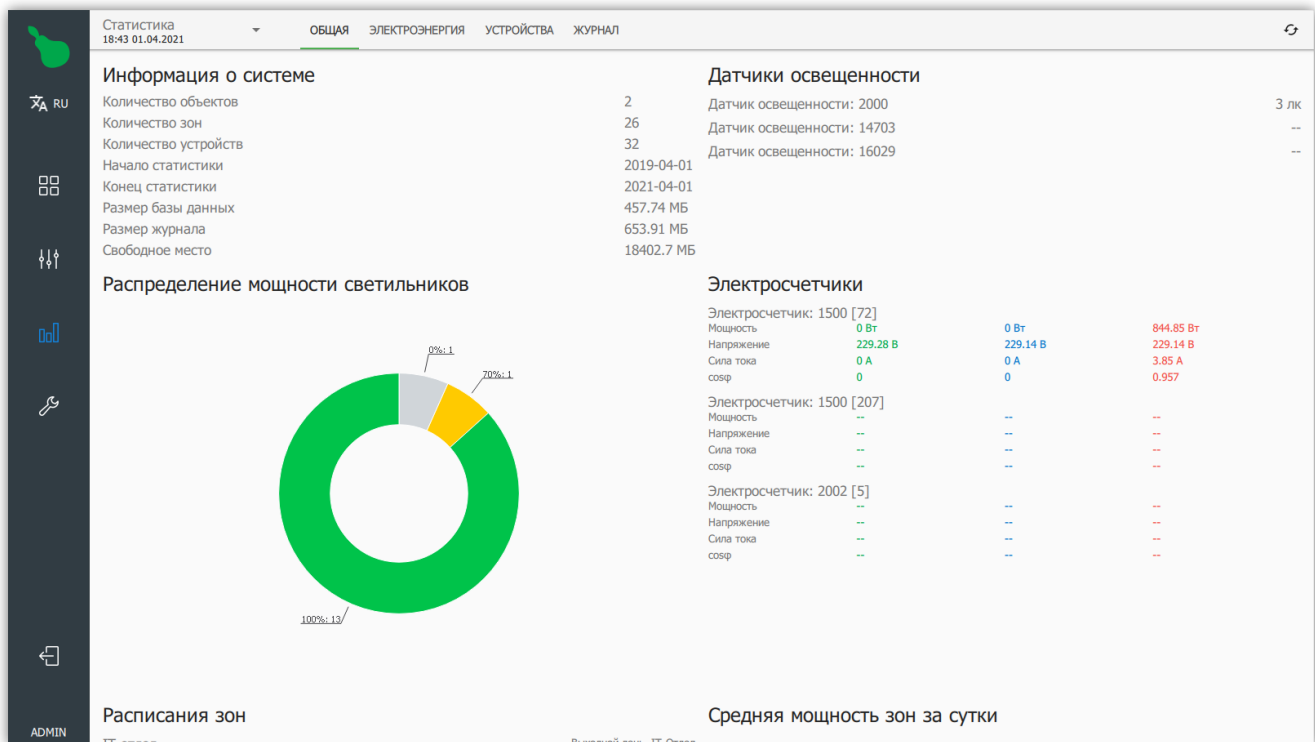 Статистика
18:43 01.04.2021
ОБЩАЯ ЭЛЕКТРОЭНЕРГИЯ УСТРОЙСТВА ЖУРНАЛ
RU
Информация о системе
Количество объектов 2
Количество зон 26
Количество устройств 32
Начало статистики 2019-04-01
Конец статистики 2021-04-01
Размер базы данных 457.74 МБ
Размер журнала 653.91 МБ
Свободное место 18402.7 МБ
Датчики освещенности
Датчик освещенности: 2000 3 лк
Датчик освещенности: 14703 --
Датчик освещенности: 16029 --
Распределение мощности светильников
0%: 1
70%: 1
100%: 13
Электросчетчики
Электросчетчик: 1500 [72]
Мощность 0 Вт 0 Вт 844.85 Вт
Напряжение 229.28 В 229.14 В 229.14 В
Сила тока 0 А 0 А 3.85 А
cosφ 0 0 0.957
Электросчетчик: 1500 [207]
Мощность -- -- --
Напряжение -- -- --
Сила тока -- -- --
cosφ -- -- --
Электросчетчик: 2002 [5]
Мощность -- -- --
Напряжение -- -- --
Сила тока -- -- --
cosφ -- -- --
Расписания зон
Средняя мощность зон за сутки
ADMIN